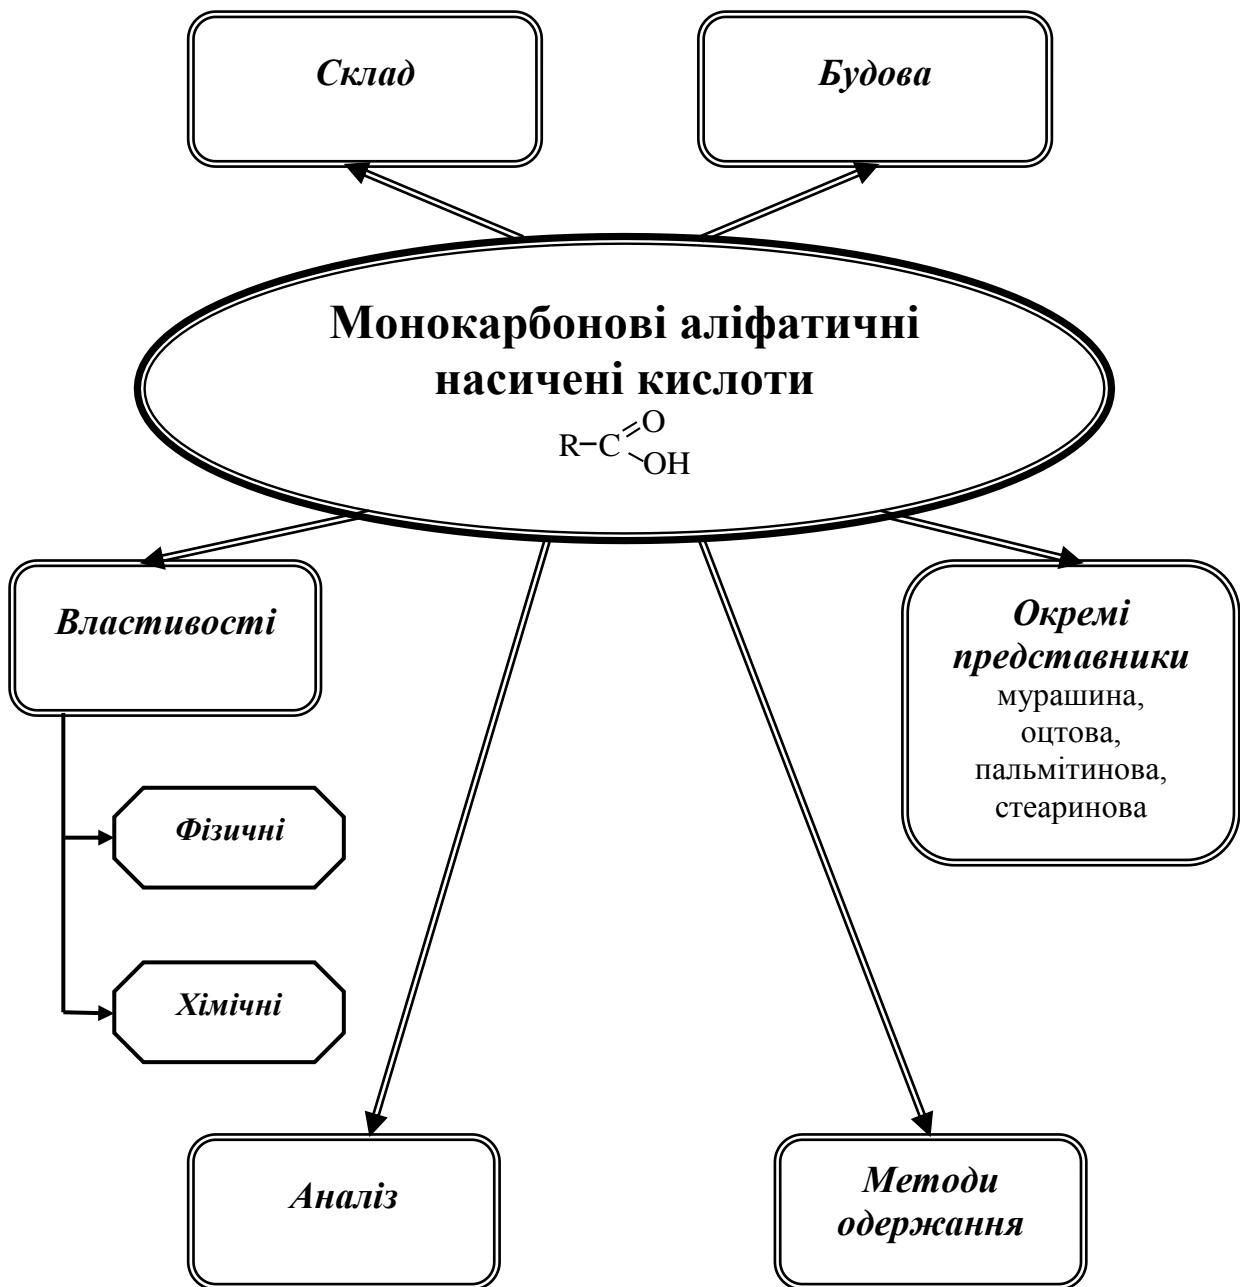 Склад
Будова
Монокарбонові аліфатичні
насичені кислоти
R–C=O
OH
Властивості
Окремі
представники
мурашина,
оцтова,
пальмітинова,
стеаринова
Фізичні
Хімічні
Аналіз
Методи
одержання